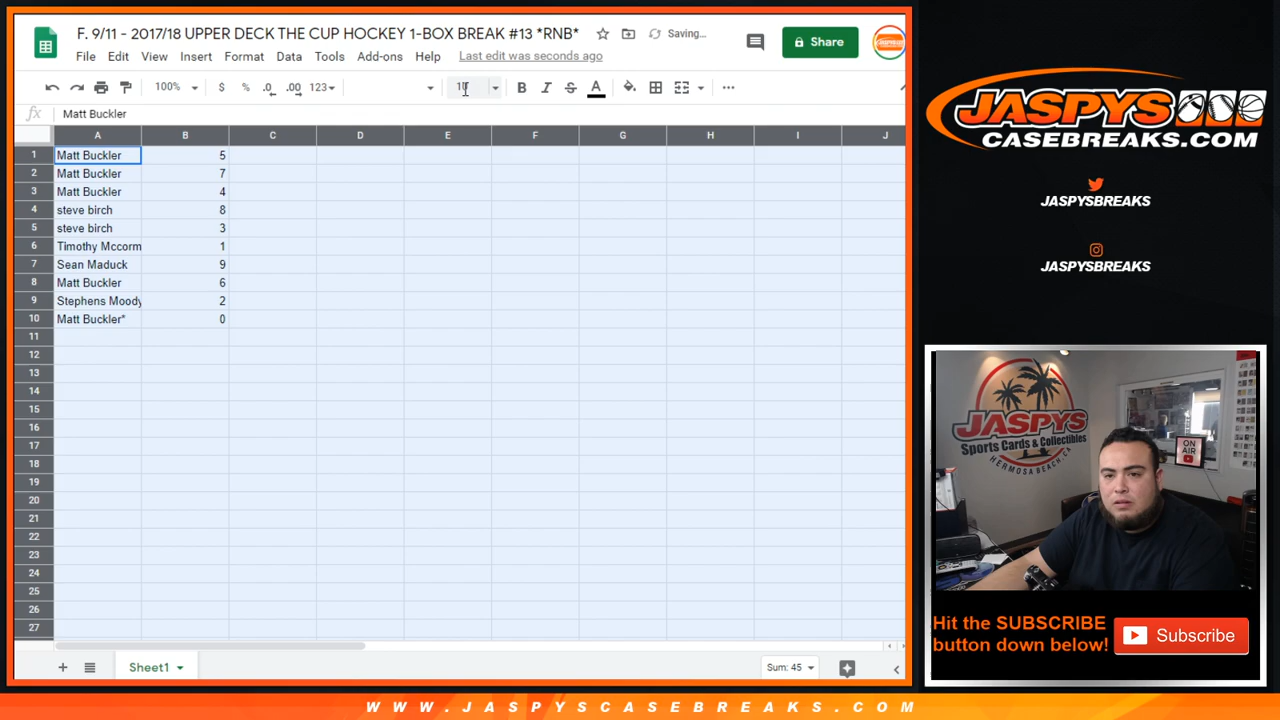 F. 9/11 - 2017/18 UPPER DECK THE CUP HOCKEY 1-BOX BREAK #13 *RNB*
Saving...
Share
File Edit View Insert Format Data Tools Add-ons Help Last edit was seconds ago
100% $ % .0 .00 123 10 B I S A
fx Matt Buckler
A B C D E F G H I J
1 Matt Buckler 5
2 Matt Buckler 7
3 Matt Buckler 4
4 steve birch 8
5 steve birch 3
6 Timothy Mccorm 1
7 Sean Maduck 9
8 Matt Buckler 6
9 Stephens Moody 2
10 Matt Buckler* 0
11
12
13
14
15
16
17
18
19
20
21
22
23
24
25
26
27
Sheet1
Sum: 45
JASPYS
CASEBREAKS.COM
JASPYSBREAKS
JASPYSBREAKS
JASPYS
Sports Cards & Collectibles
HERMOSA BEACH, CA
ON
AIR
Hit the SUBSCRIBE
button down below!
Subscribe
WWW.JASPYSCASEBREAKS.COM